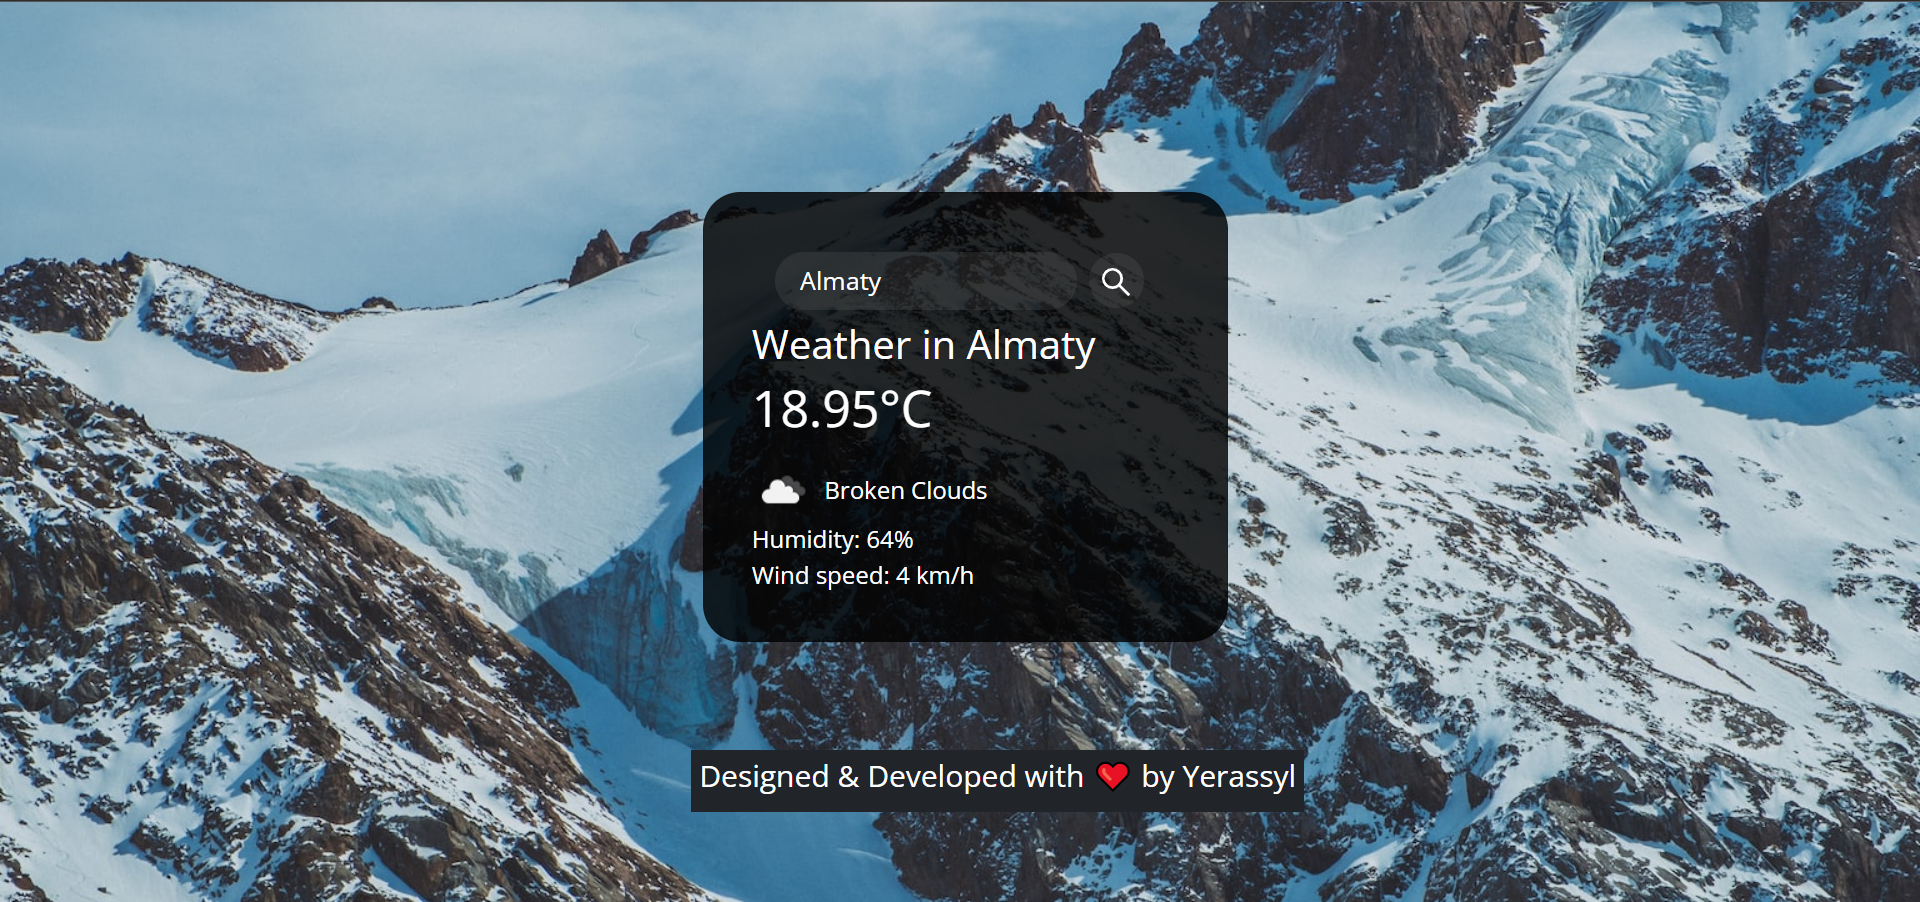 Almaty
Weather in Almaty
18.95°C
Broken Clouds
Humidity: 64%
Wind speed: 4 km/h
Designed & Developed with ❤️ by Yerassyl